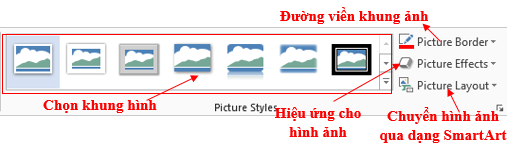 Đường viền khung ảnh
Picture Border
Picture Effects
Picture Layout
Chọn khung hình
Picture Styles
Hiệu ứng cho
hình ảnh
Chuyển hình ảnh
qua dạng SmartArt